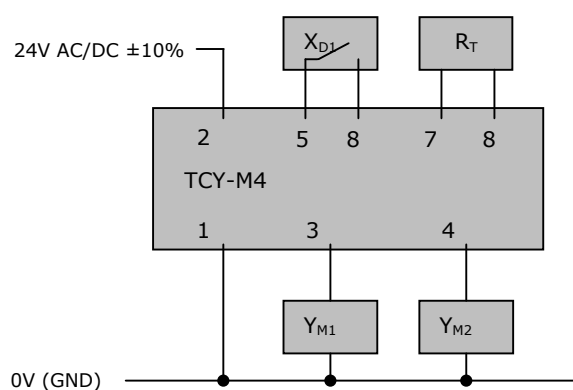 24V AC/DC ±10%
XD1
RT
2 5 8 7 8
TCY-M4
1 3 4
YM1
YM2
0V (GND)